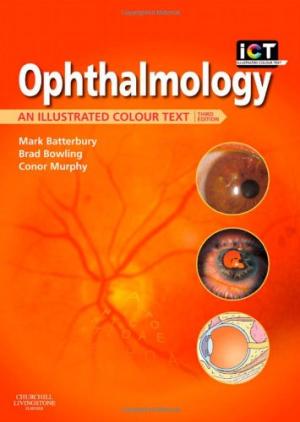 iCT
ILLUSTRATED COLOUR TEXT
Ophthalmology
AN ILLUSTRATED COLOUR TEXT
THIRD EDITION
Mark Batterbury
Brad Bowling
Conor Murphy
CHURCHILL
LIVINGSTONE
ELSEVIER